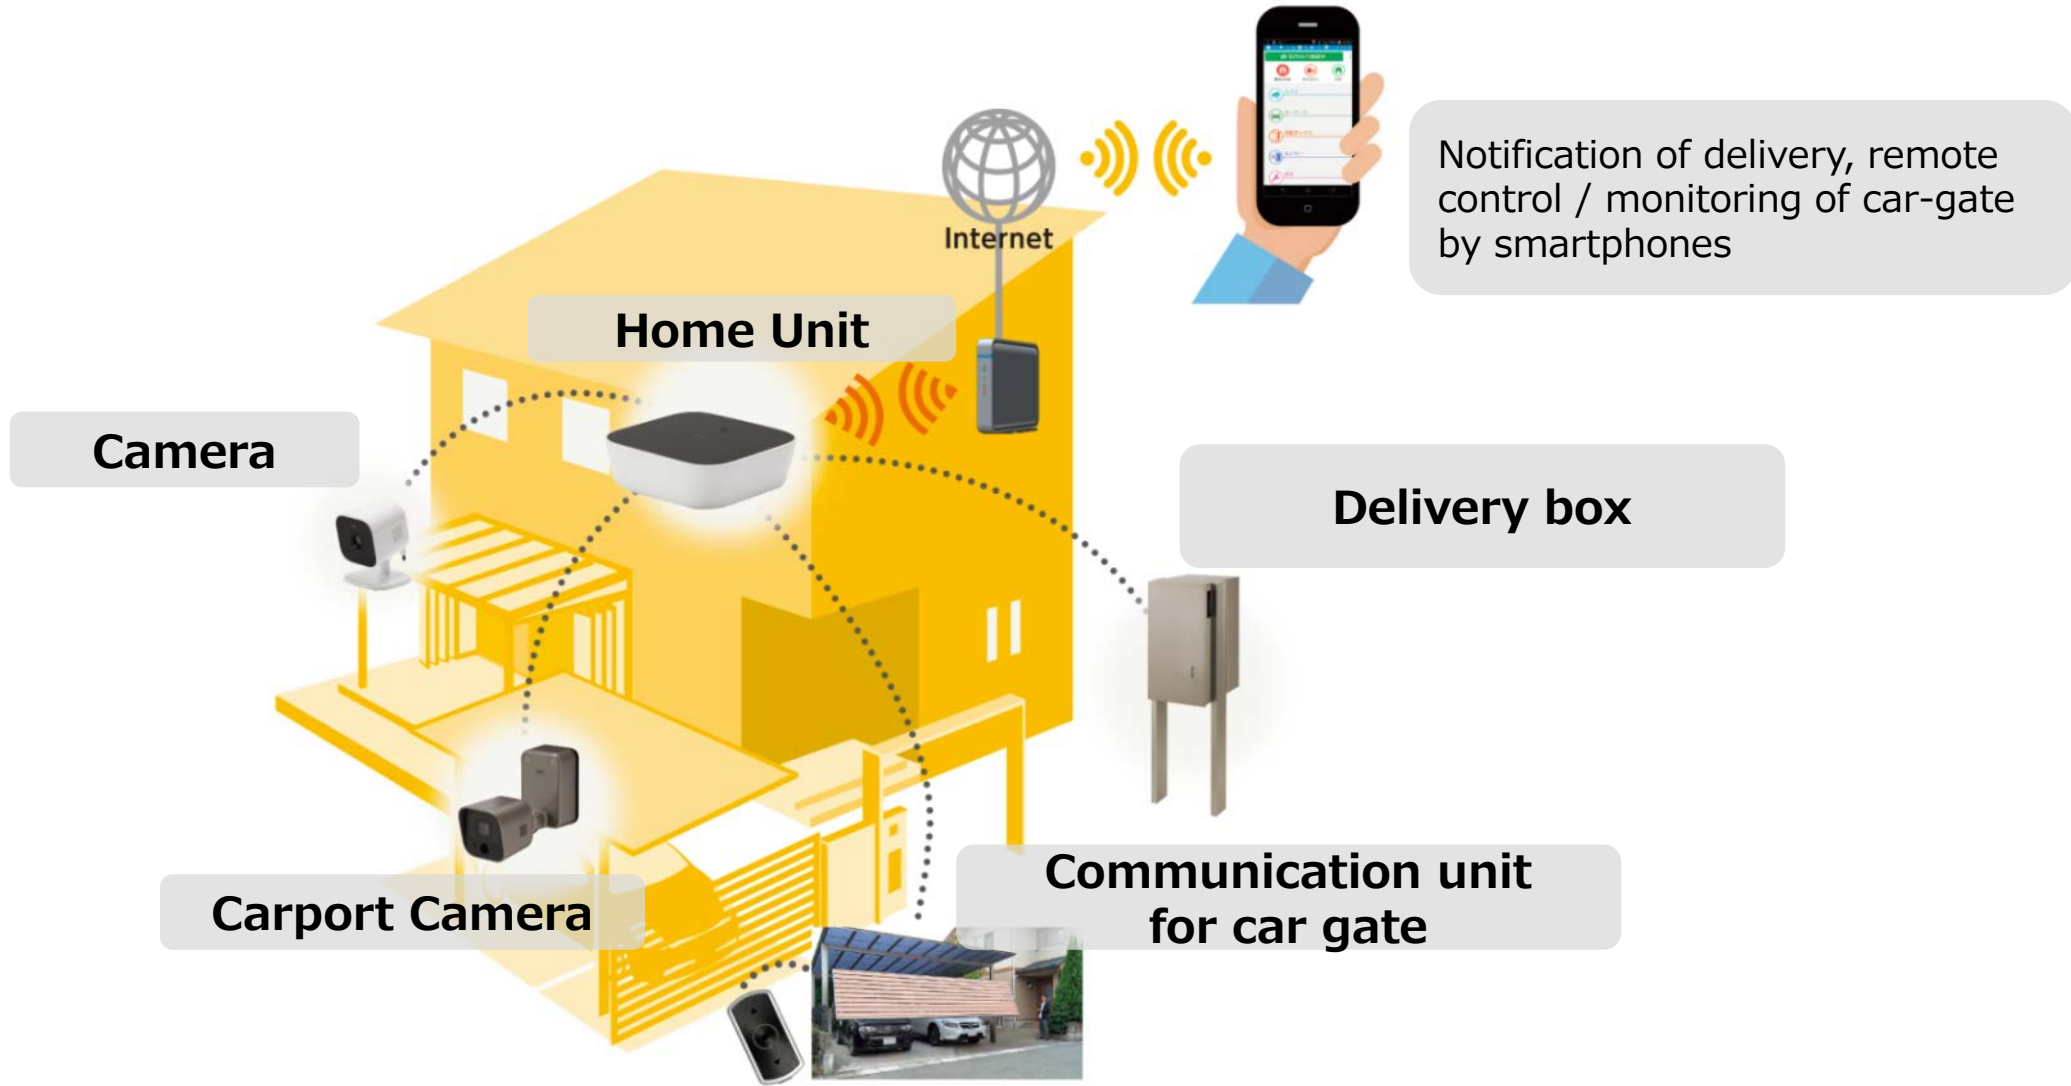 Notification of delivery, remote
control / monitoring of car-gate
by smartphones
Internet
Home Unit
Camera
Delivery box
Carport Camera
Communication unit
for car gate